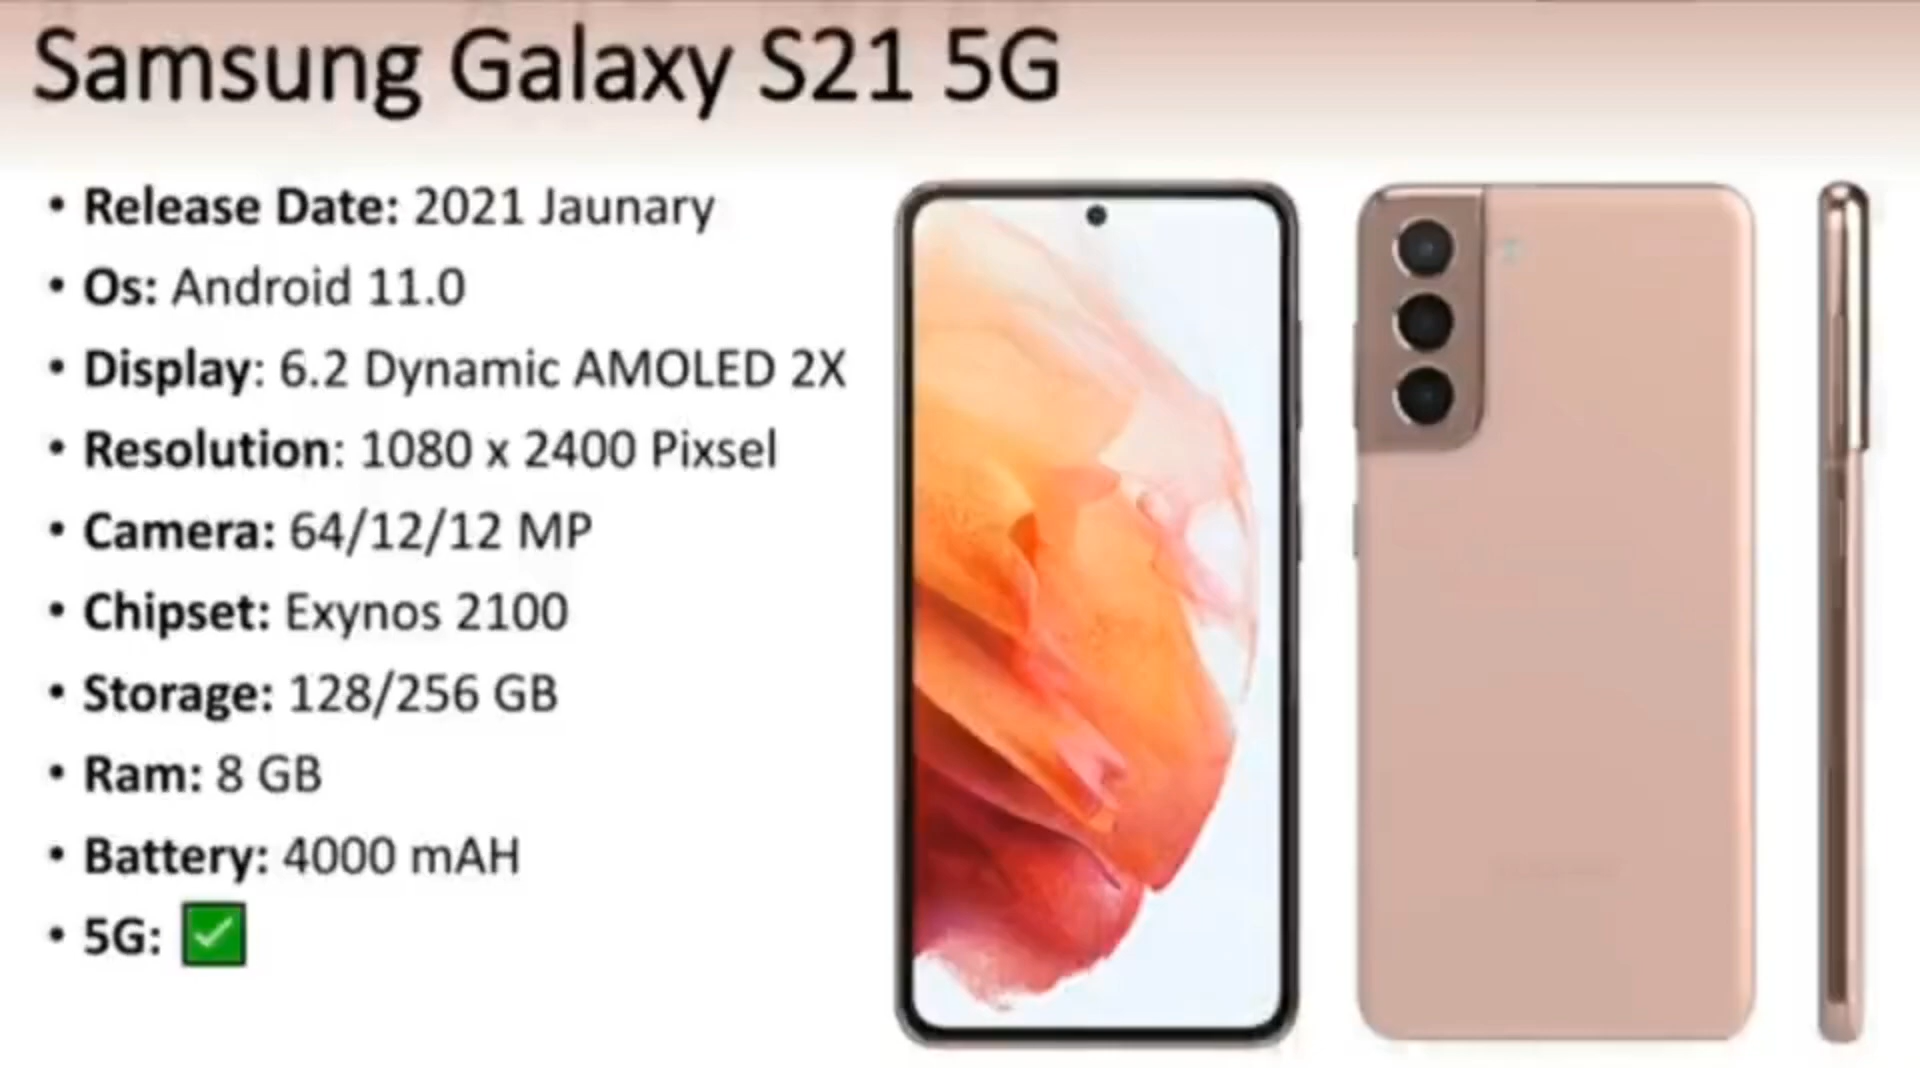 Samsung Galaxy S21 5G
• Release Date: 2021 Jaunary
• Os: Android 11.0
• Display: 6.2 Dynamic AMOLED 2X
• Resolution: 1080 x 2400 Pixsel
• Camera: 64/12/12 MP
• Chipset: Exynos 2100
• Storage: 128/256 GB
• Ram: 8 GB
• Battery: 4000 mAH
• 5G: ✅